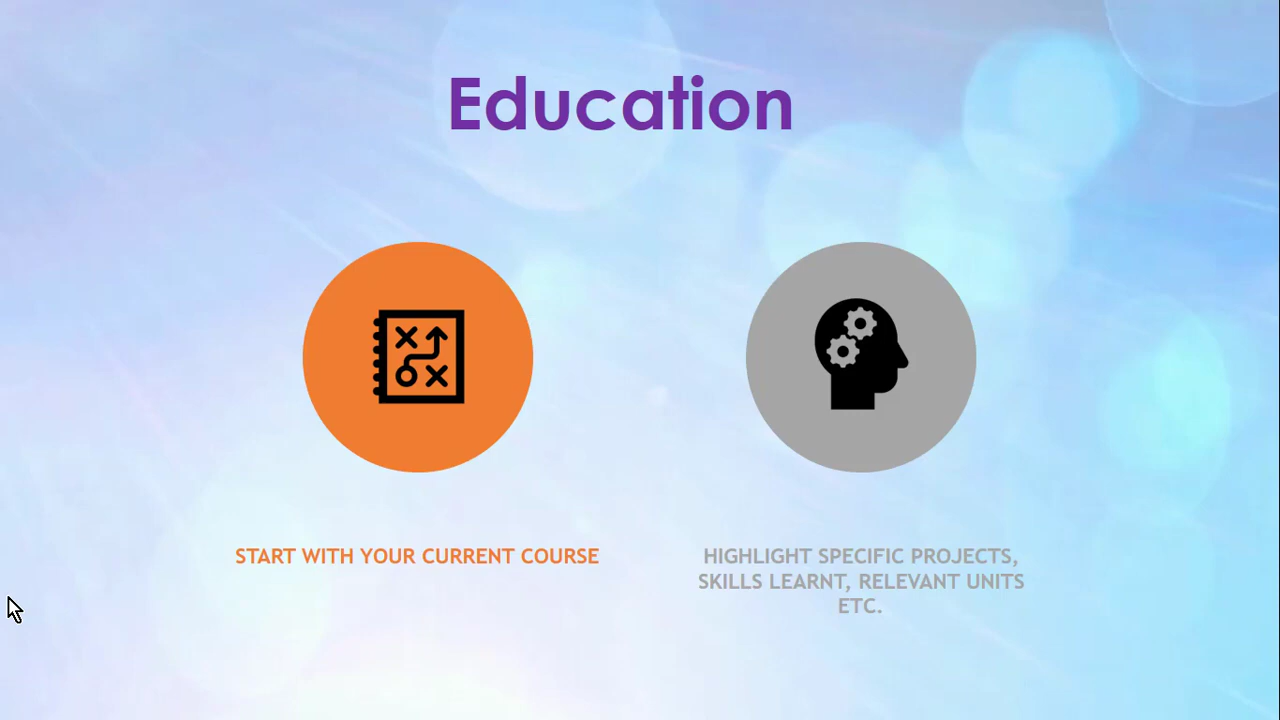 Education
START WITH YOUR CURRENT COURSE
HIGHLIGHT SPECIFIC PROJECTS,
SKILLS LEARNT, RELEVANT UNITS
ETC.